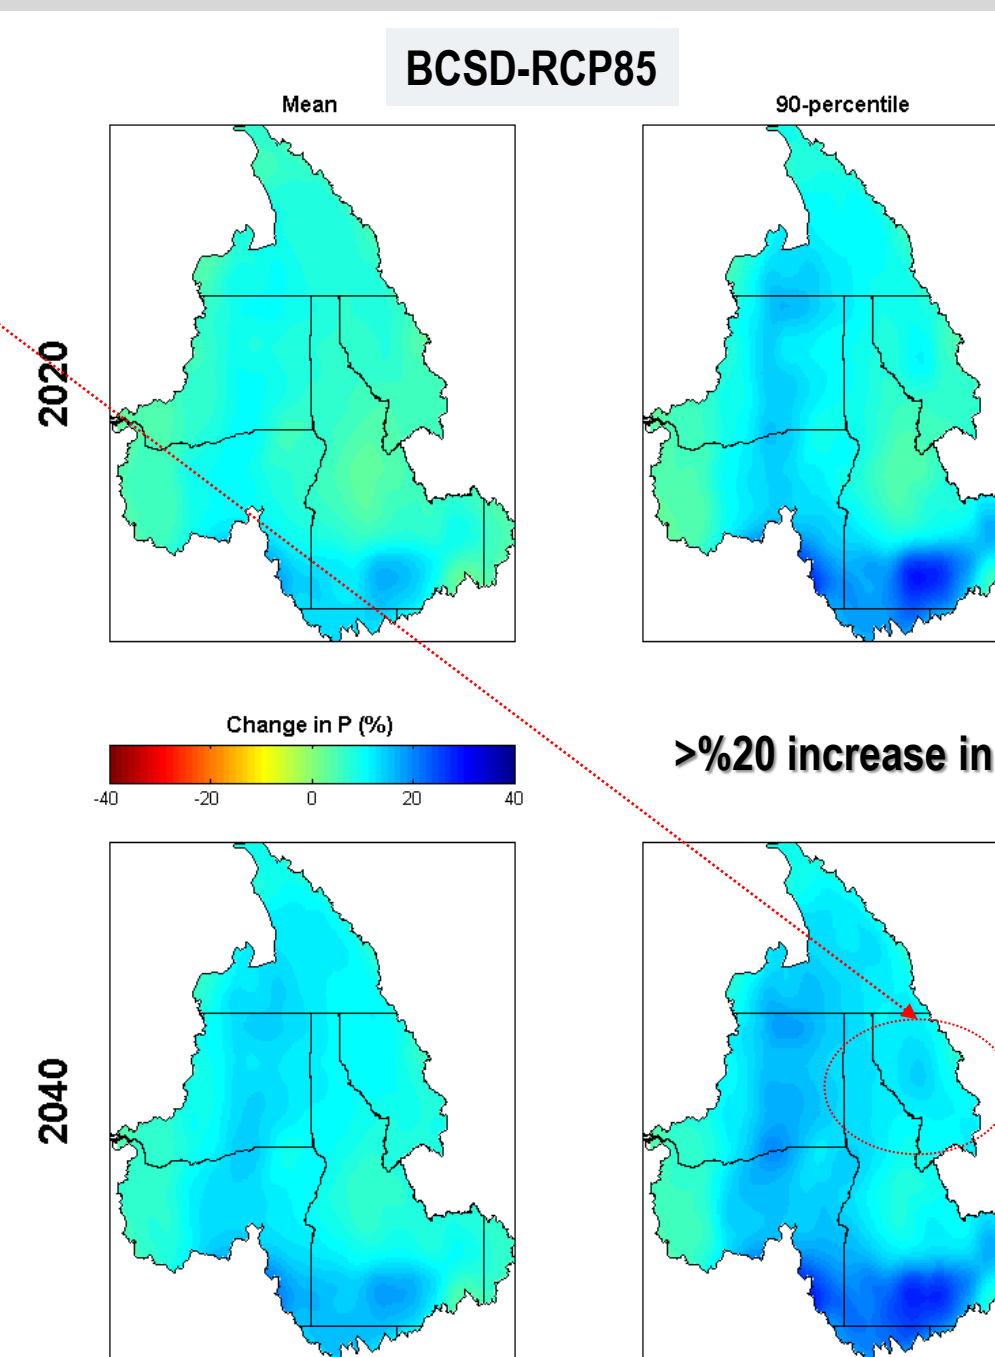 BCSD-RCP85
Mean
90-percentile
2020
Change in P (%)
-40 -20 0 20 40
>%20 increase in
2040